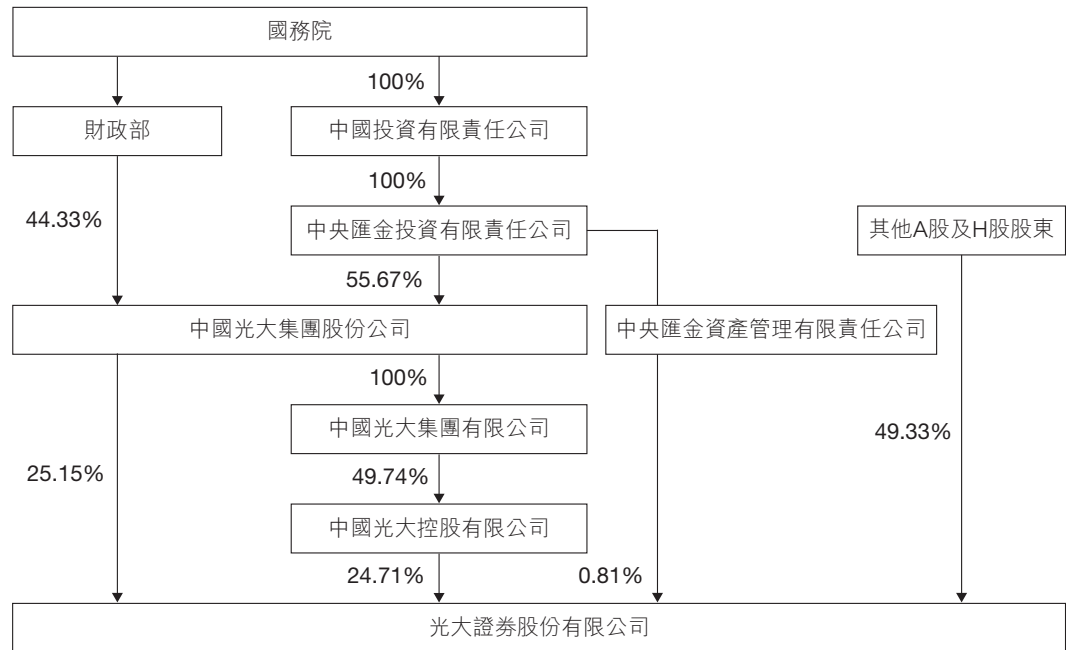 國務院
100%
財政部
中國投資有限責任公司
100%
44.33%
中央匯金投資有限責任公司
其他A股及H股股東
55.67%
中國光大集團股份公司
中央匯金資產管理有限責任公司
100%
中國光大集團有限公司
49.33%
25.15%
49.74%
中國光大控股有限公司
24.71%
0.81%
光大證券股份有限公司